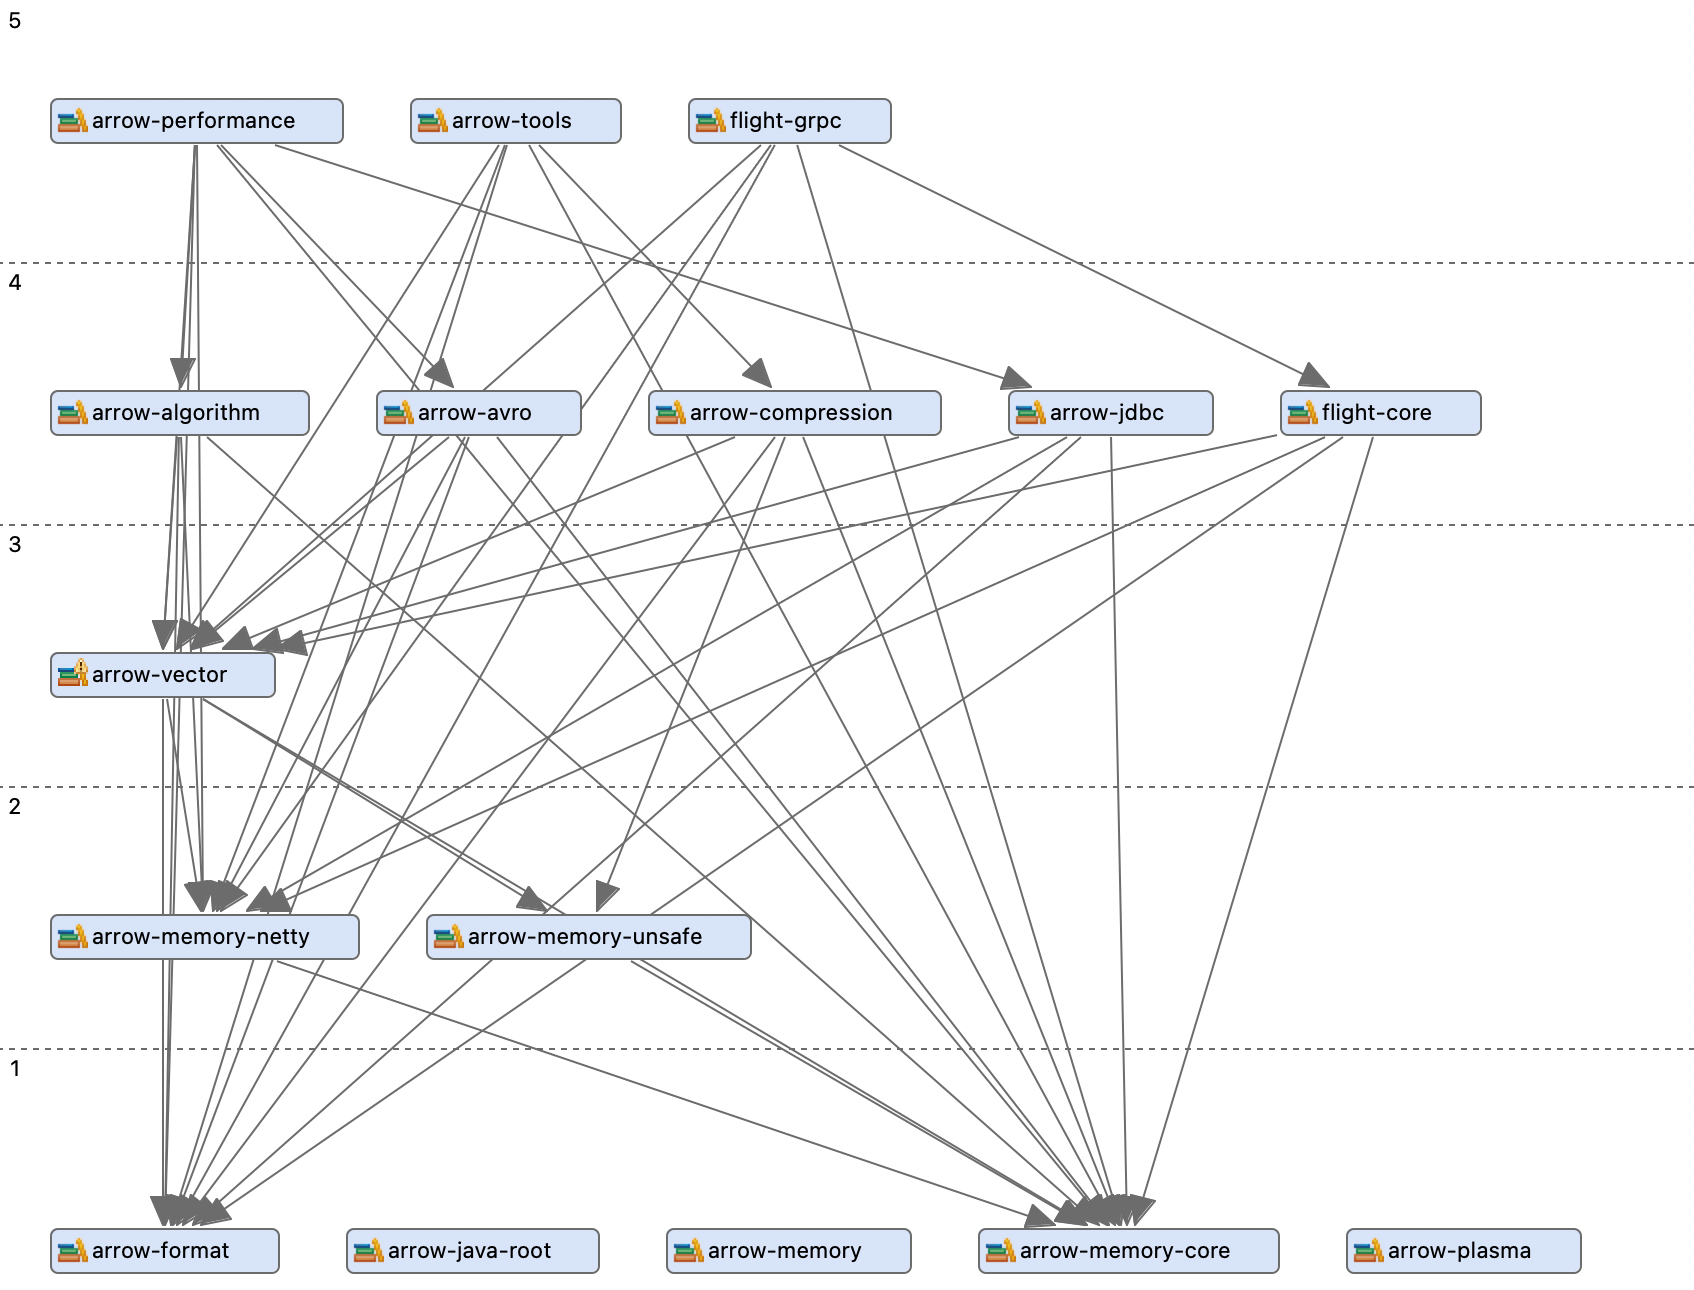 5
arrow-performance
arrow-tools
flight-grpc
4
arrow-algorithm
arrow-avro
arrow-compression
arrow-jdbc
flight-core
3
arrow-vector
2
arrow-memory-netty
arrow-memory-unsafe
1
arrow-format
arrow-java-root
arrow-memory
arrow-memory-core
arrow-plasma